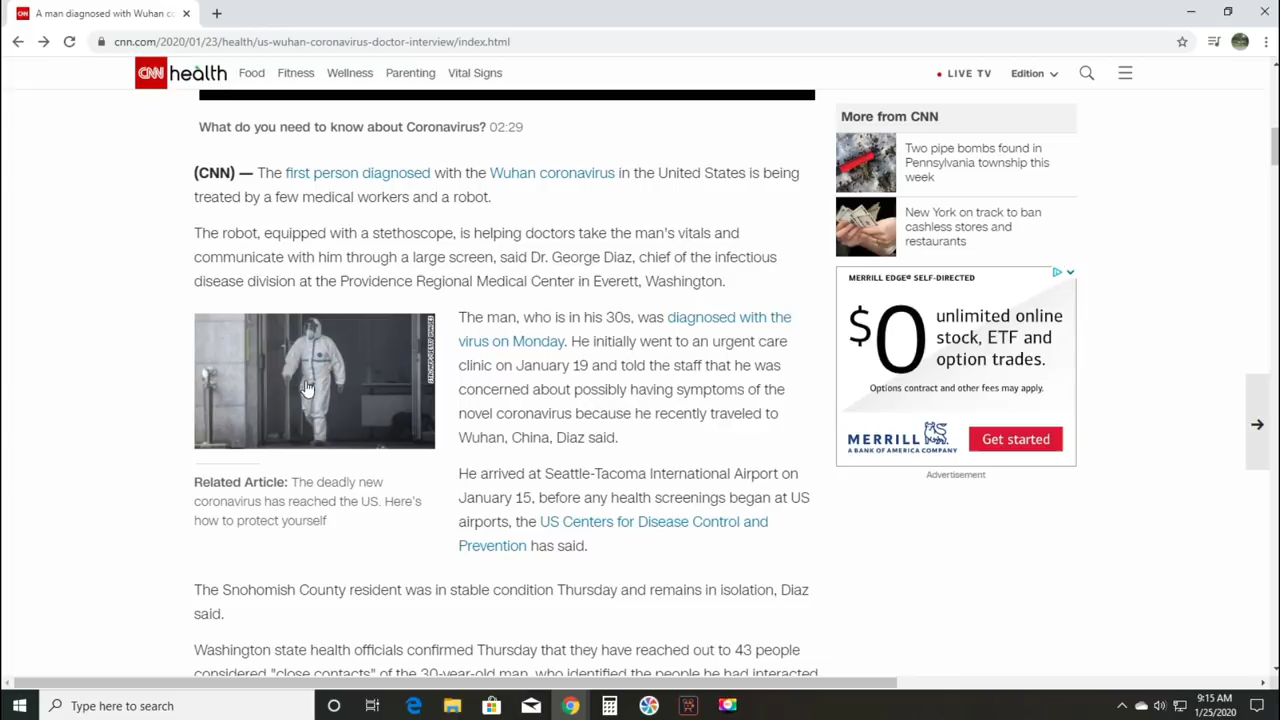 A man diagnosed with Wuhan co
cnn.com/2020/01/23/health/us-wuhan-coronavirus-doctor-interview/index.html
CNN health Food Fitness Wellness Parenting Vital Signs
LIVE TV Edition
What do you need to know about Coronavirus? 02:29
(CNN) — The first person diagnosed with the Wuhan coronavirus in the United States is being
treated by a few medical workers and a robot.
The robot, equipped with a stethoscope, is helping doctors take the man's vitals and
communicate with him through a large screen, said Dr. George Diaz, chief of the infectious
disease division at the Providence Regional Medical Center in Everett, Washington.
The man, who is in his 30s, was diagnosed with the
virus on Monday. He initially went to an urgent care
clinic on January 19 and told the staff that he was
concerned about possibly having symptoms of the
novel coronavirus because he recently traveled to
Wuhan, China, Diaz said.
Related Article: The deadly new
coronavirus has reached the US. Here's
how to protect yourself
He arrived at Seattle-Tacoma International Airport on
January 15, before any health screenings began at US
airports, the US Centers for Disease Control and
Prevention has said.
The Snohomish County resident was in stable condition Thursday and remains in isolation, Diaz
said.
Washington state health officials confirmed Thursday that they have reached out to 43 people
considered "close contacts" of the 30-year-old man, who identified the people he had interacted
More from CNN
Two pipe bombs found in
Pennsylvania township this
week
New York on track to ban
cashless stores and
restaurants
MERRILL EDGE® SELF-DIRECTED
$0 unlimited online
stock, ETF and
option trades.
Options contract and other fees may apply.
MERRILL
A BANK OF AMERICA COMPANY
Get started
Advertisement
Type here to search
9:15 AM
1/25/2020